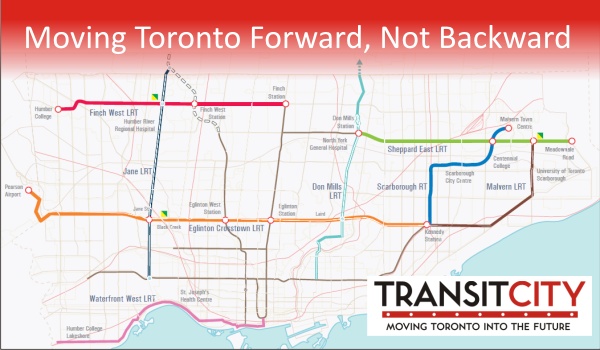 Moving Toronto Forward, Not Backward
Finch
Station
Humber
College
Finch West LRT
Finch West
Station
Humber River
Regional Hospital
Don Mills
Station
Malvern Town
Centre
North York
General Hospital
Sheppard East LRT
Meadowvale
Road
Centennial
College
University of Toronto
Scarborough
Jane LRT
Scarborough
City Centre
Pearson
Airport
Don Mills
LRT
Scarborough RT
Malvern LRT
Jane St.
Eglinton West
Station
Eglinton
Station
Laird
Black Creek
Eglinton Crosstown LRT
Kennedy
Station
Waterfront West LRT
St. Joseph's
Health Centre
Humber College
Lakeshore
TRANSITCITY
MOVING TORONTO INTO THE FUTURE